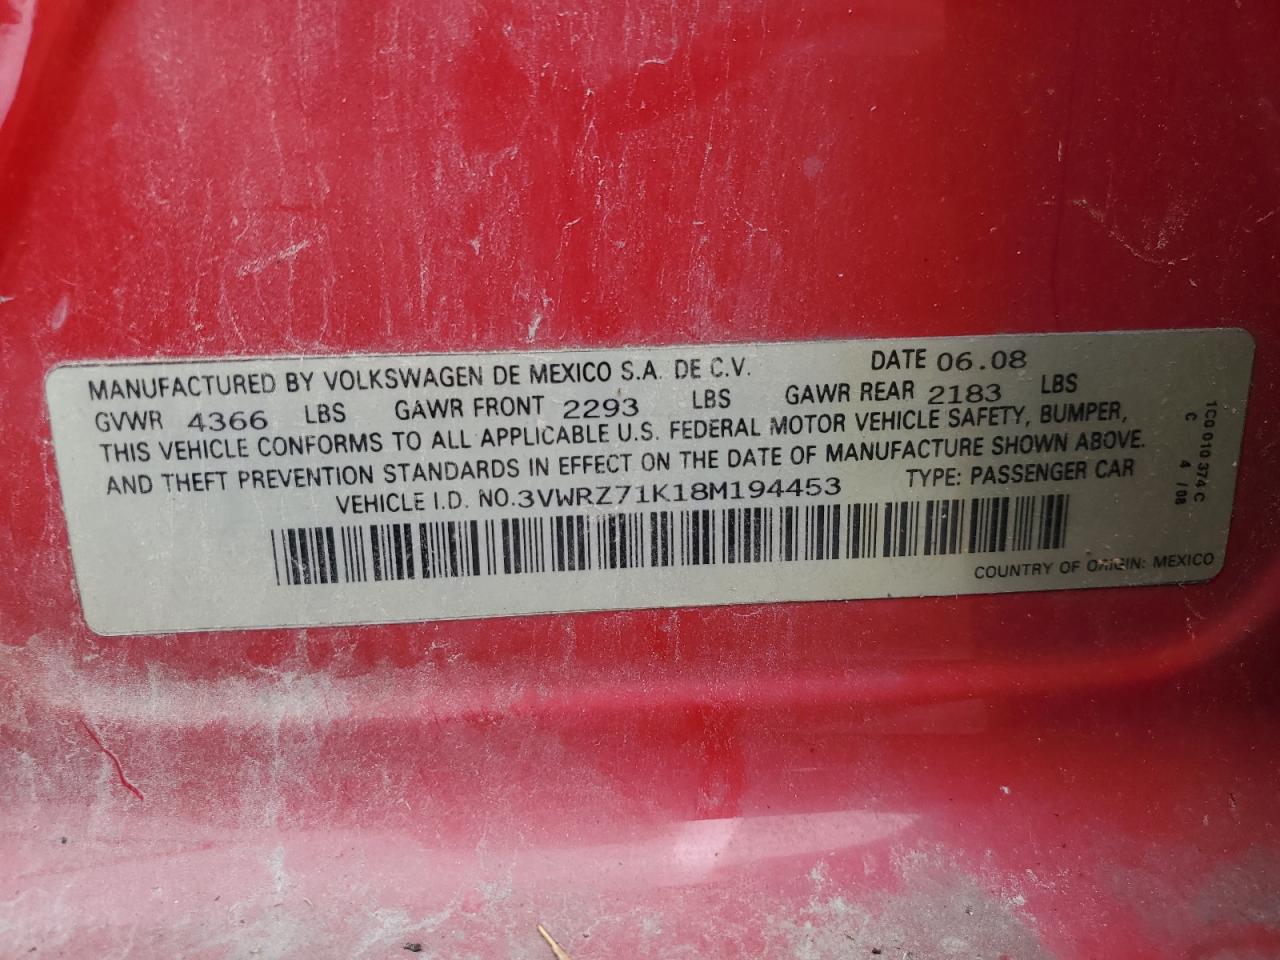 MANUFACTURED BY VOLKSWAGEN DE MEXICO S.A. DE C.V. DATE 06.08
GVWR 4366 LBS GAWR FRONT 2293 LBS GAWR REAR 2183 LBS
THIS VEHICLE CONFORMS TO ALL APPLICABLE U.S. FEDERAL MOTOR VEHICLE SAFETY, BUMPER,
AND THEFT PREVENTION STANDARDS IN EFFECT ON THE DATE OF MANUFACTURE SHOWN ABOVE.
VEHICLE I.D. NO.3VWRZ71K18M194453 TYPE: PASSENGER CAR
COUNTRY OF ORIGIN: MEXICO
1C0 010 374 C
C 4 /08